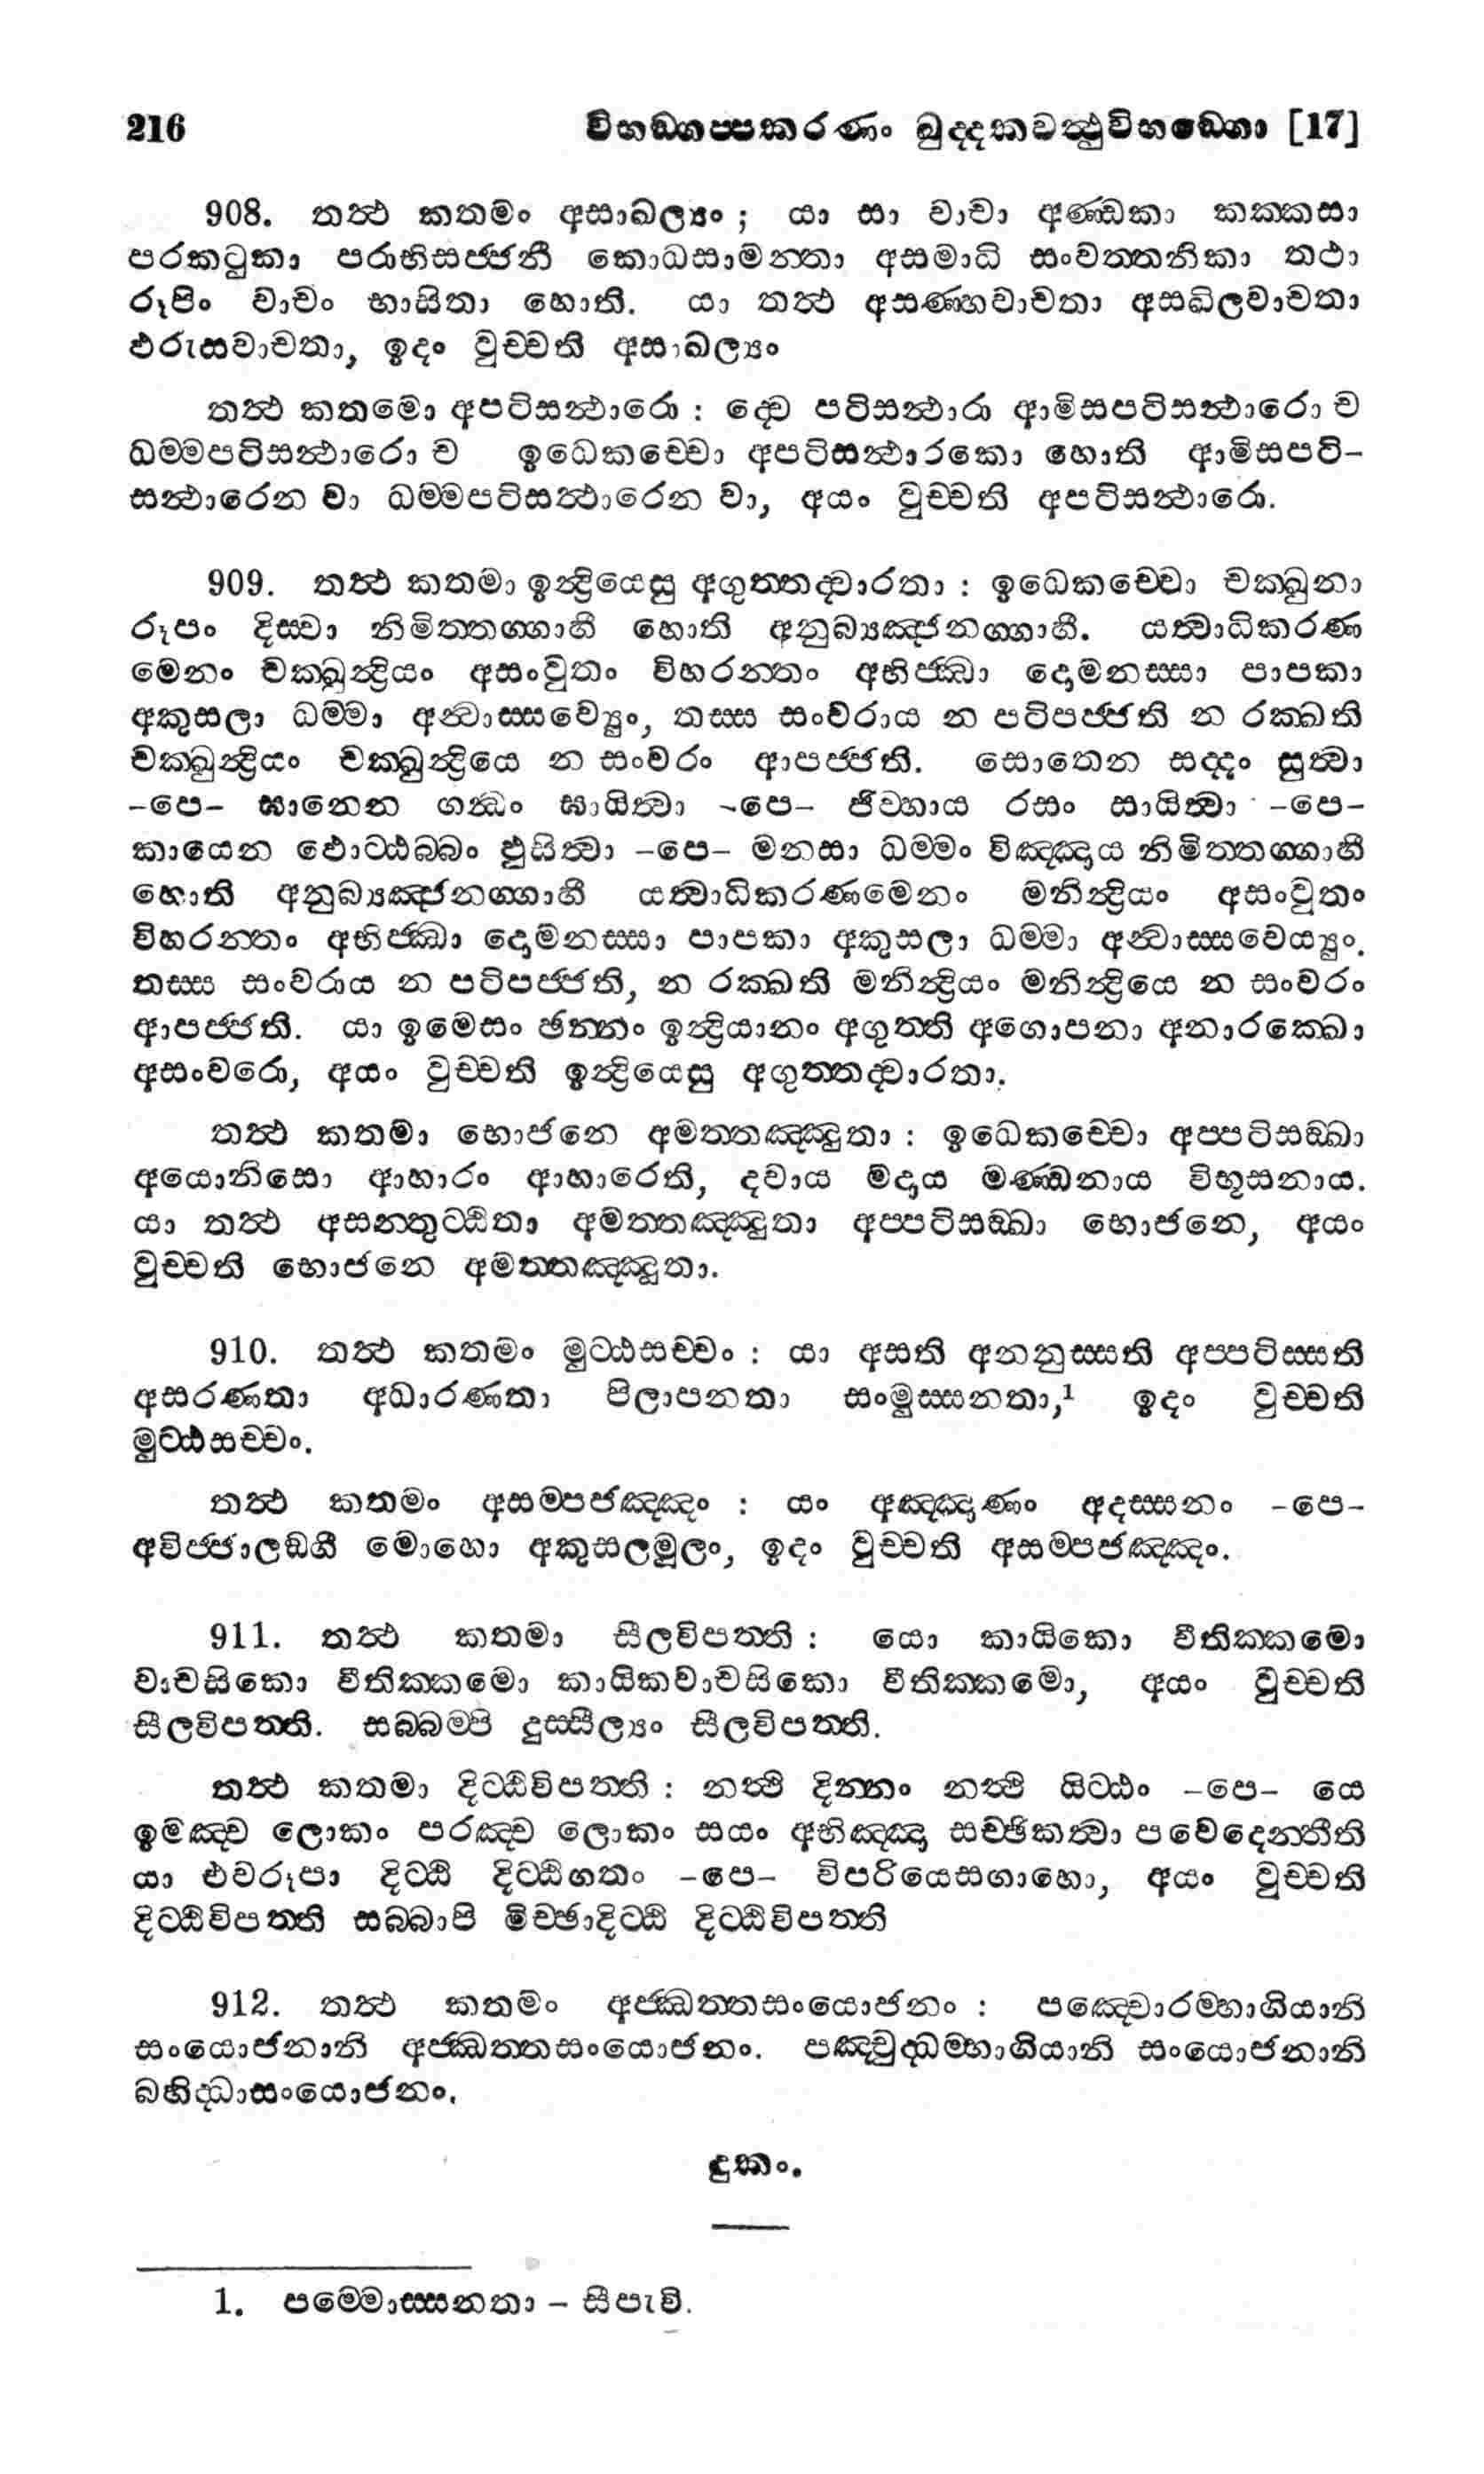 216 විභඞ්ගප්පකරණං ඛුද්දකවත්ථුවිභඞ්ගො [17]
908. තත්ථ කතමං අසාඛල්යං ; යා සා වාචා අණ්ඩකා කක්කසා
පරකටුකා පරාභිසජ්ජනී කොධසාමන්තා අසමාධි සංවත්තනිකා තථා
රූපිං වාචං භාසිතා හොති. යා තත්ථ අසණ්හවාචතා අසඛිලවාචතා
ඵරුසවාචතා, ඉදං වුච්චති අසාඛල්යං
තත්ථ කතමො අපටිසන්ථාරො : ද්වෙ පටිසන්ථාරා ආමිසපටිසන්ථාරො ච
ධම්මපටිසන්ථාරො ච ඉධෙකච්චො අපටිසන්ථාරකො හොති ආමිසපටි-
සන්ථාරෙන වා ධම්මපටිසන්ථාරෙන වා, අයං වුච්චති අපටිසන්ථාරො.
909. තත්ථ කතමා ඉන්ද්‍රියෙසු අගුත්තද්වාරතා : ඉධෙකච්චො චක්ඛුනා
රූපං දිස්වා නිමිත්තග්ගාහී හොති අනුබ්‍යඤ්ජනග්ගාහී. යත්වාධිකරණ
මෙනං චක්ඛුන්ද්‍රියං අසංවුතං විහරන්තං අභිජ්ඣා දොමනස්සා පාපකා
අකුසලා ධම්මා අන්වාස්සවෙය්‍යුං, තස්ස සංවරාය න පටිපජ්ජති න රක්ඛති
චක්ඛුන්ද්‍රියං චක්ඛුන්ද්‍රියෙ න සංවරං ආපජ්ජති. සොතෙන සද්දං සුත්වා
-පෙ- ඝානෙන ගන්ධං ඝායිත්වා -පෙ- ජිව්හාය රසං සායිත්වා -පෙ-
කායෙන ඵොට්ඨබ්බං ඵුසිත්වා -පෙ- මනසා ධම්මං විඤ්ඤාය නිමිත්තග්ගාහී
හොති අනුබ්‍යඤ්ජනග්ගාහී යත්වාධිකරණමෙනං මනින්ද්‍රියං අසංවුතං
විහරන්තං අභිජ්ඣා දොමනස්සා පාපකා අකුසලා ධම්මා අන්වාස්සවෙය්‍යුං.
තස්ස සංවරාය න පටිපජ්ජති, න රක්ඛති මනින්ද්‍රියං මනින්ද්‍රියෙ න සංවරං
ආපජ්ජති. යා ඉමෙසං ඡන්නං ඉන්ද්‍රියානං අගුත්ති අගොපනා අනාරක්ඛො
අසංවරො, අයං වුච්චති ඉන්ද්‍රියෙසු අගුත්තද්වාරතා.
තත්ථ කතමා භොජනෙ අමත්තඤ්ඤුතා : ඉධෙකච්චො අප්පටිසඞ්ඛා
අයොනිසො ආහාරං ආහාරෙති, දවාය මදාය මණ්ඩනාය විභූසනාය.
යා තත්ථ අසන්තුට්ඨිතා අමත්තඤ්ඤුතා අප්පටිසඞ්ඛා භොජනෙ, අයං
වුච්චති භොජනෙ අමත්තඤ්ඤුතා.
910. තත්ථ කතමං මුට්ඨසච්චං : යා අසති අනනුස්සති අප්පටිස්සති
අසරණතා අධාරණතා පිලාපනතා සංමුස්සනතා,¹ ඉදං වුච්චති
මුට්ඨසච්චං.
තත්ථ කතමං අසම්පජඤ්ඤං : යං අඤ්ඤාණං අදස්සනං -පෙ-
අවිජ්ජාලඞ්ගී මොහො අකුසලමූලං, ඉදං වුච්චති අසම්පජඤ්ඤං.
911. තත්ථ කතමා සීලවිපත්ති : යො කායිකො වීතික්කමො
වාචසිකො වීතික්කමො කායිකවාචසිකො වීතික්කමො, අයං වුච්චති
සීලවිපත්ති. සබ්බම්පි දුස්සීල්යං සීලවිපත්ති.
තත්ථ කතමා දිට්ඨිවිපත්ති : නත්ථි දින්නං නත්ථි යිට්ඨං -පෙ- යෙ
ඉමඤ්ච ලොකං පරඤ්ච ලොකං සයං අභිඤ්ඤා සච්ඡිකත්වා පවෙදෙන්තීති
යා එවරූපා දිට්ඨි දිට්ඨිගතං -පෙ- විපරියෙසගාහො, අයං වුච්චති
දිට්ඨිවිපත්ති සබ්බාපි මිච්ඡාදිට්ඨි දිට්ඨිවිපත්ති
912. තත්ථ කතමං අජ්ඣත්තසංයොජනං : පඤ්චොරම්භාගියානි
සංයොජනානි අජ්ඣත්තසංයොජනං. පඤ්චුද්ධම්භාගියානි සංයොජනානි
බහිද්ධාසංයොජනං.
දුකං.
1. පම්මොස්සනතා - සීපැවි.